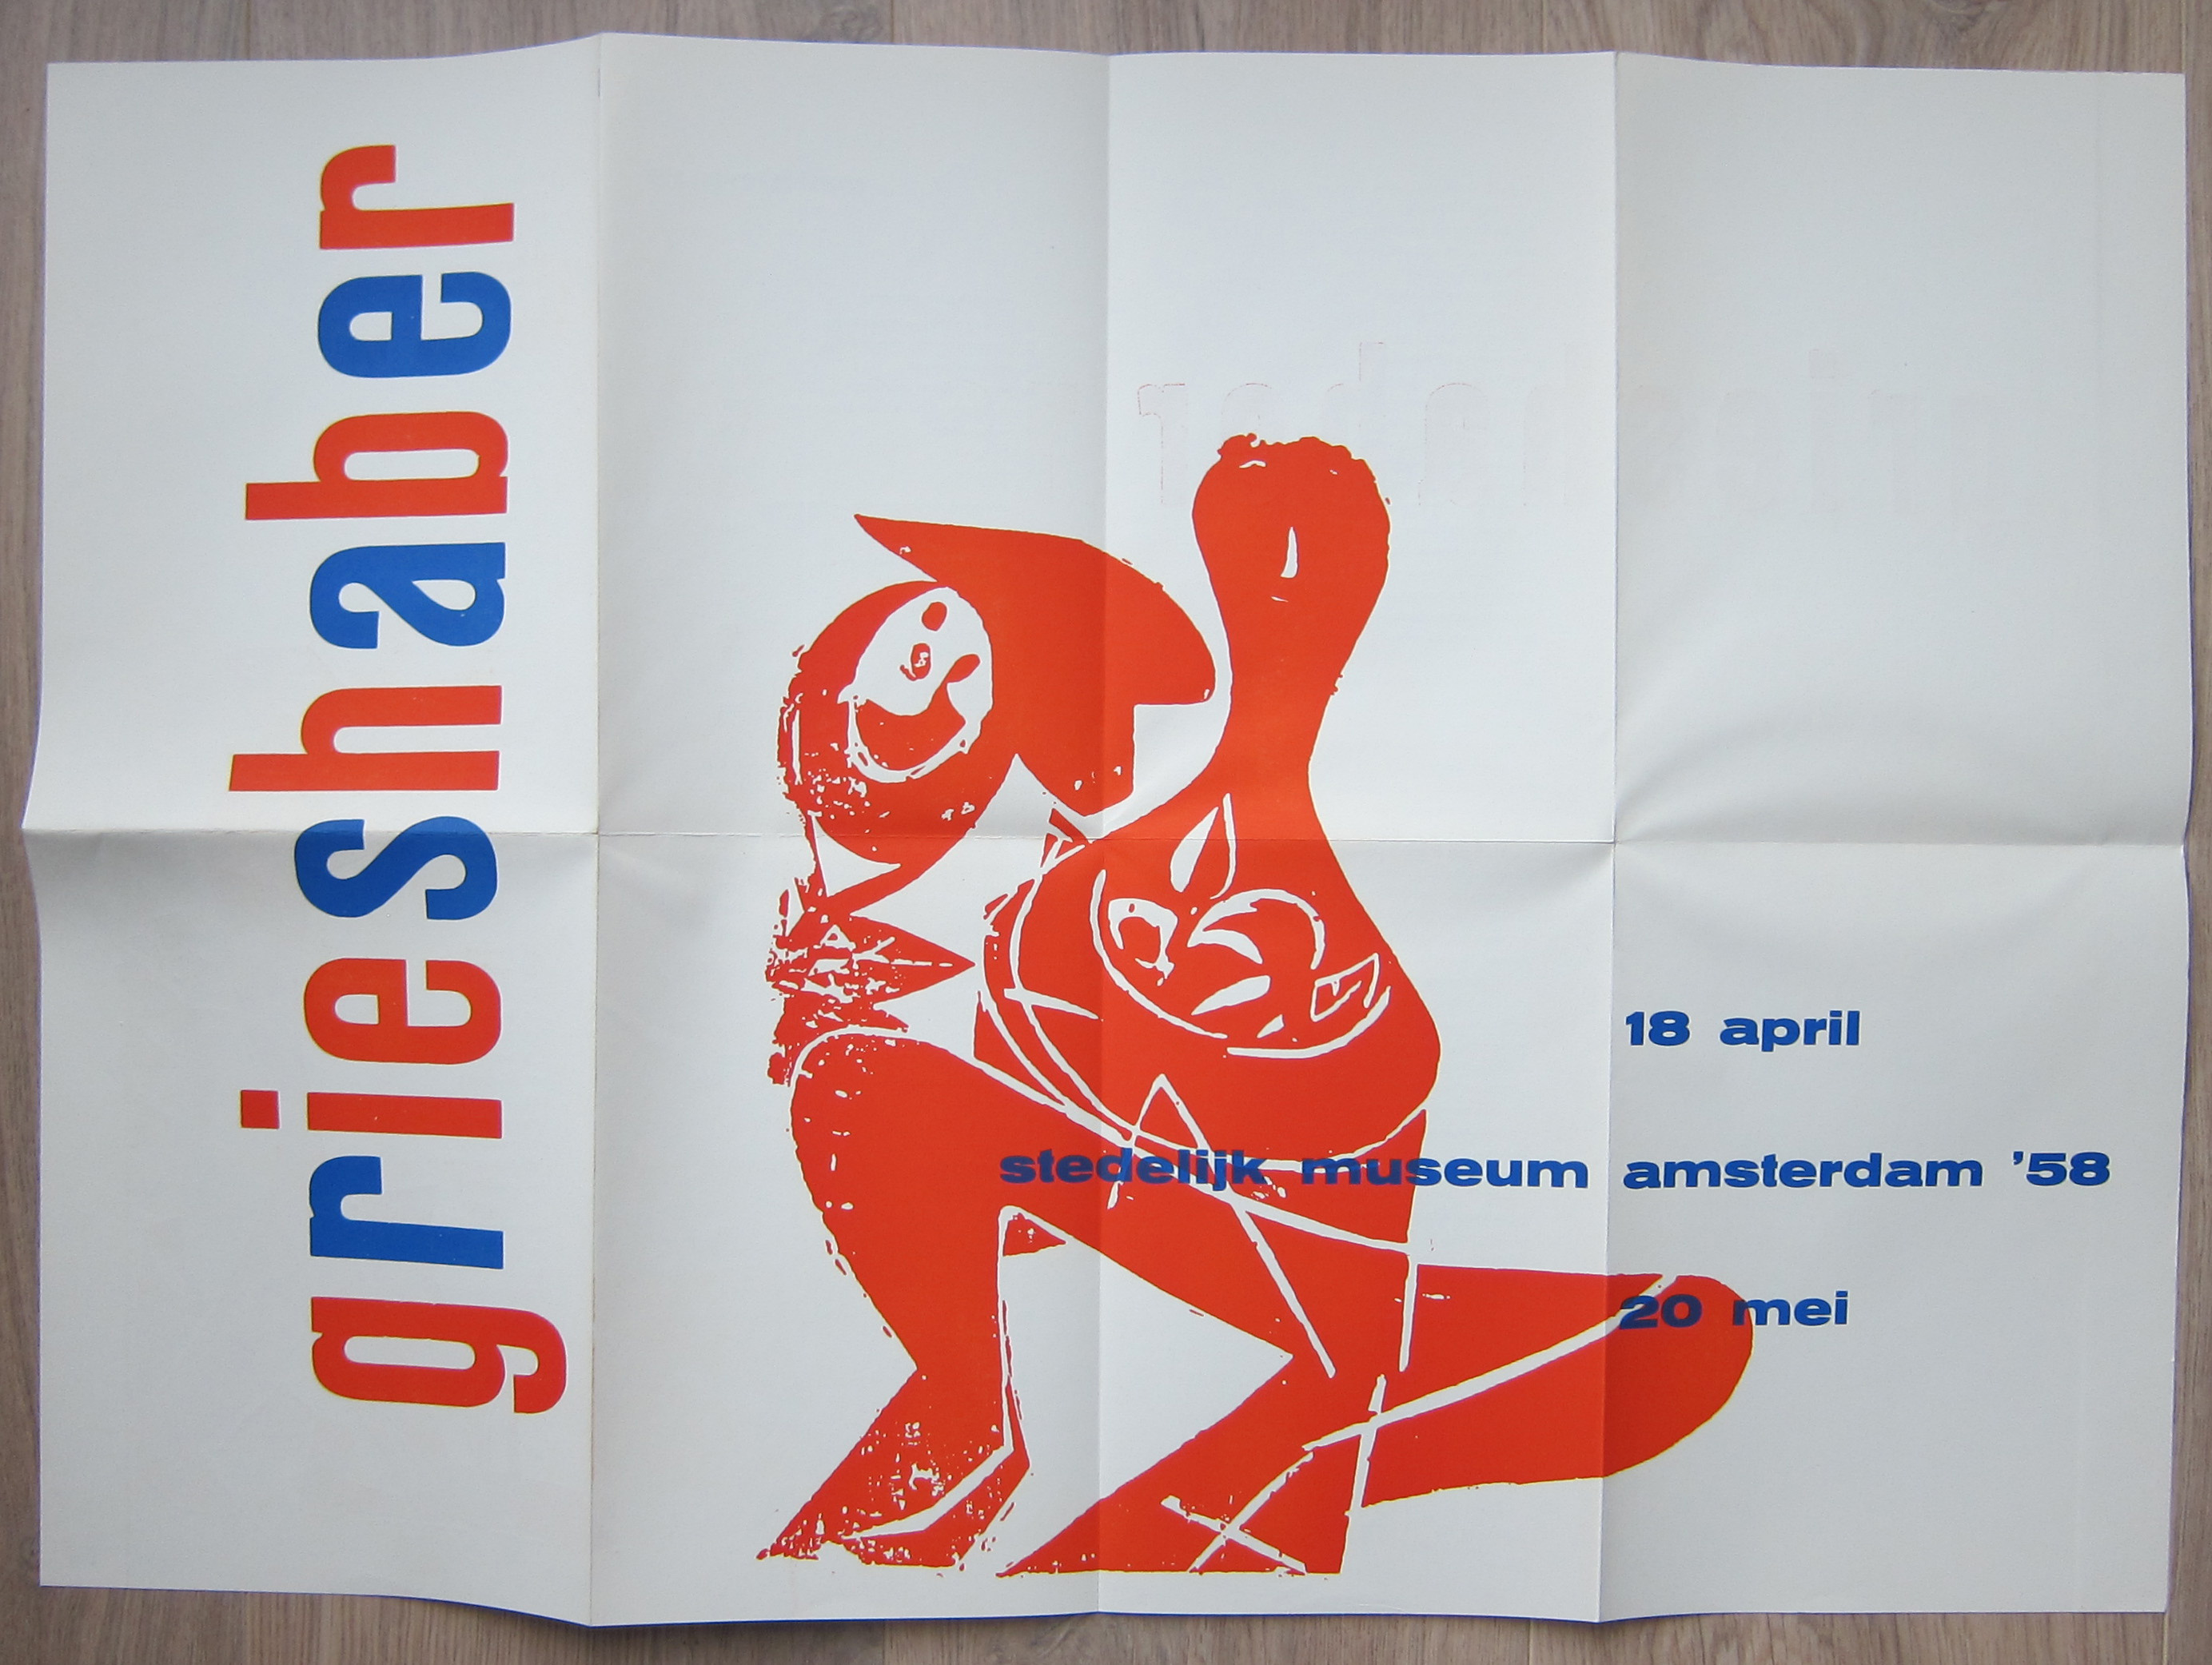 grieshaber
18 april
stedelijk museum amsterdam '58
20 mei